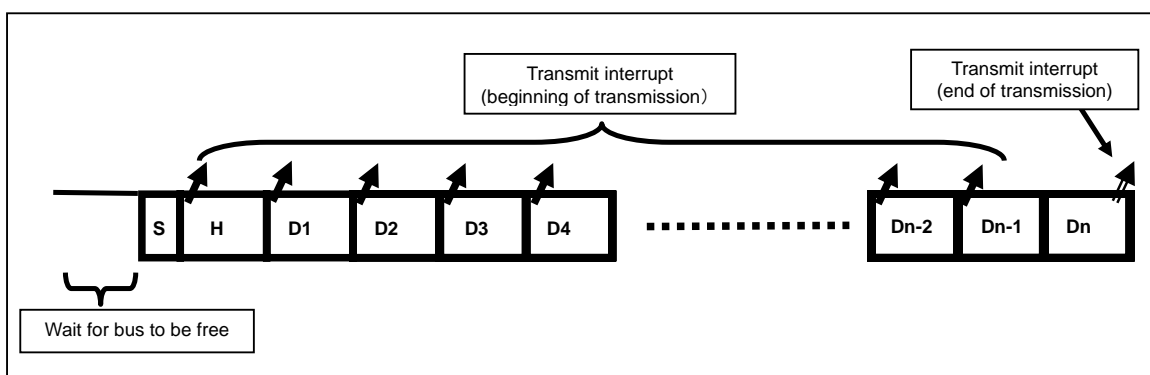 Transmit interrupt
(beginning of transmission）
Transmit interrupt
(end of transmission)
S H D1 D2 D3 D4 Dn-2 Dn-1 Dn
Wait for bus to be free